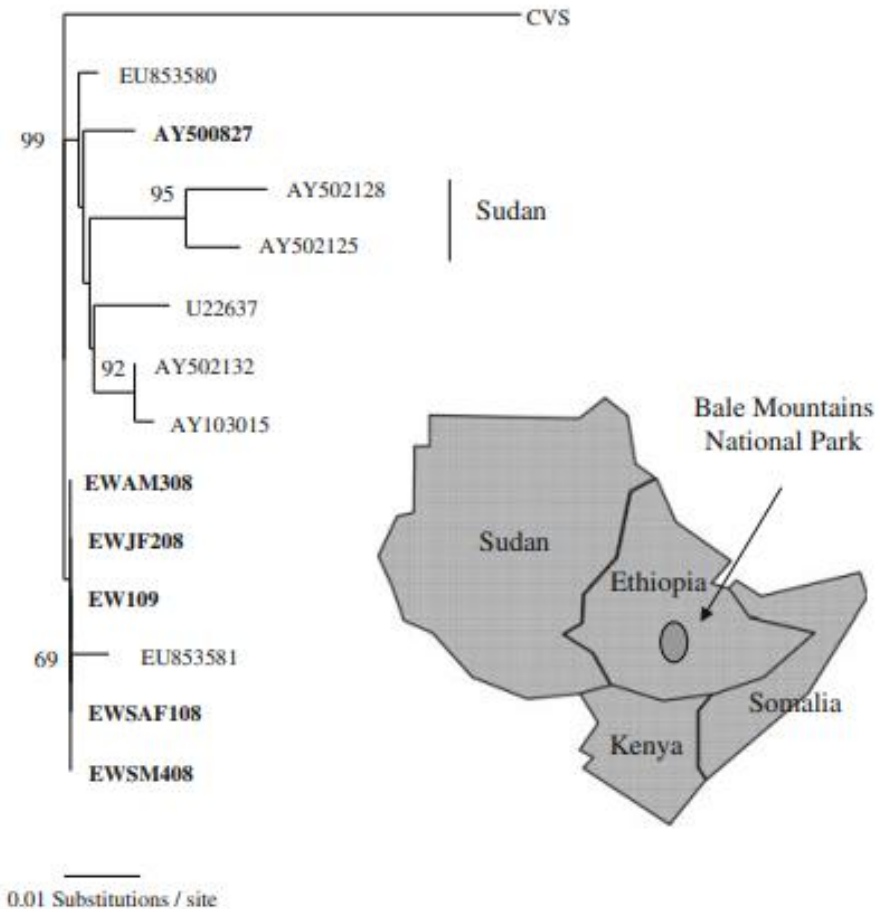 CVS
EU853580
99
AY500827
95
AY502128
Sudan
AY502125
U22637
92
AY502132
AY103015
EWAM308
EWJF208
EW109
69
EU853581
EWSAF108
EWSM408
0.01 Substitutions / site
Bale Mountains
National Park
Sudan
Ethiopia
Somalia
Kenya